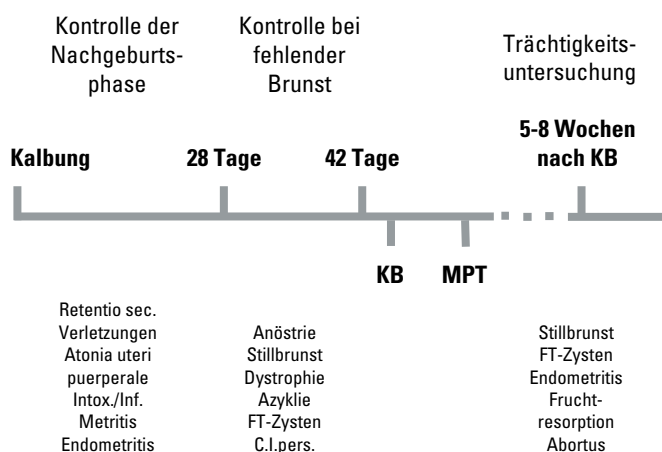 Kontrolle der
Nachgeburts-
phase
Kontrolle bei
fehlender
Brunst
Trächtigkeits-
untersuchung
Kalbung
28 Tage
42 Tage
5-8 Wochen
nach KB
KB
MPT
Retentio sec.
Verletzungen
Atonia uteri
puerperale
Intox./Inf.
Metritis
Endometritis
Anöstrie
Stillbrunst
Dystrophie
Azyklie
FT-Zysten
C.l.pers.
Stillbrunst
FT-Zysten
Endometritis
Frucht-
resorption
Abortus